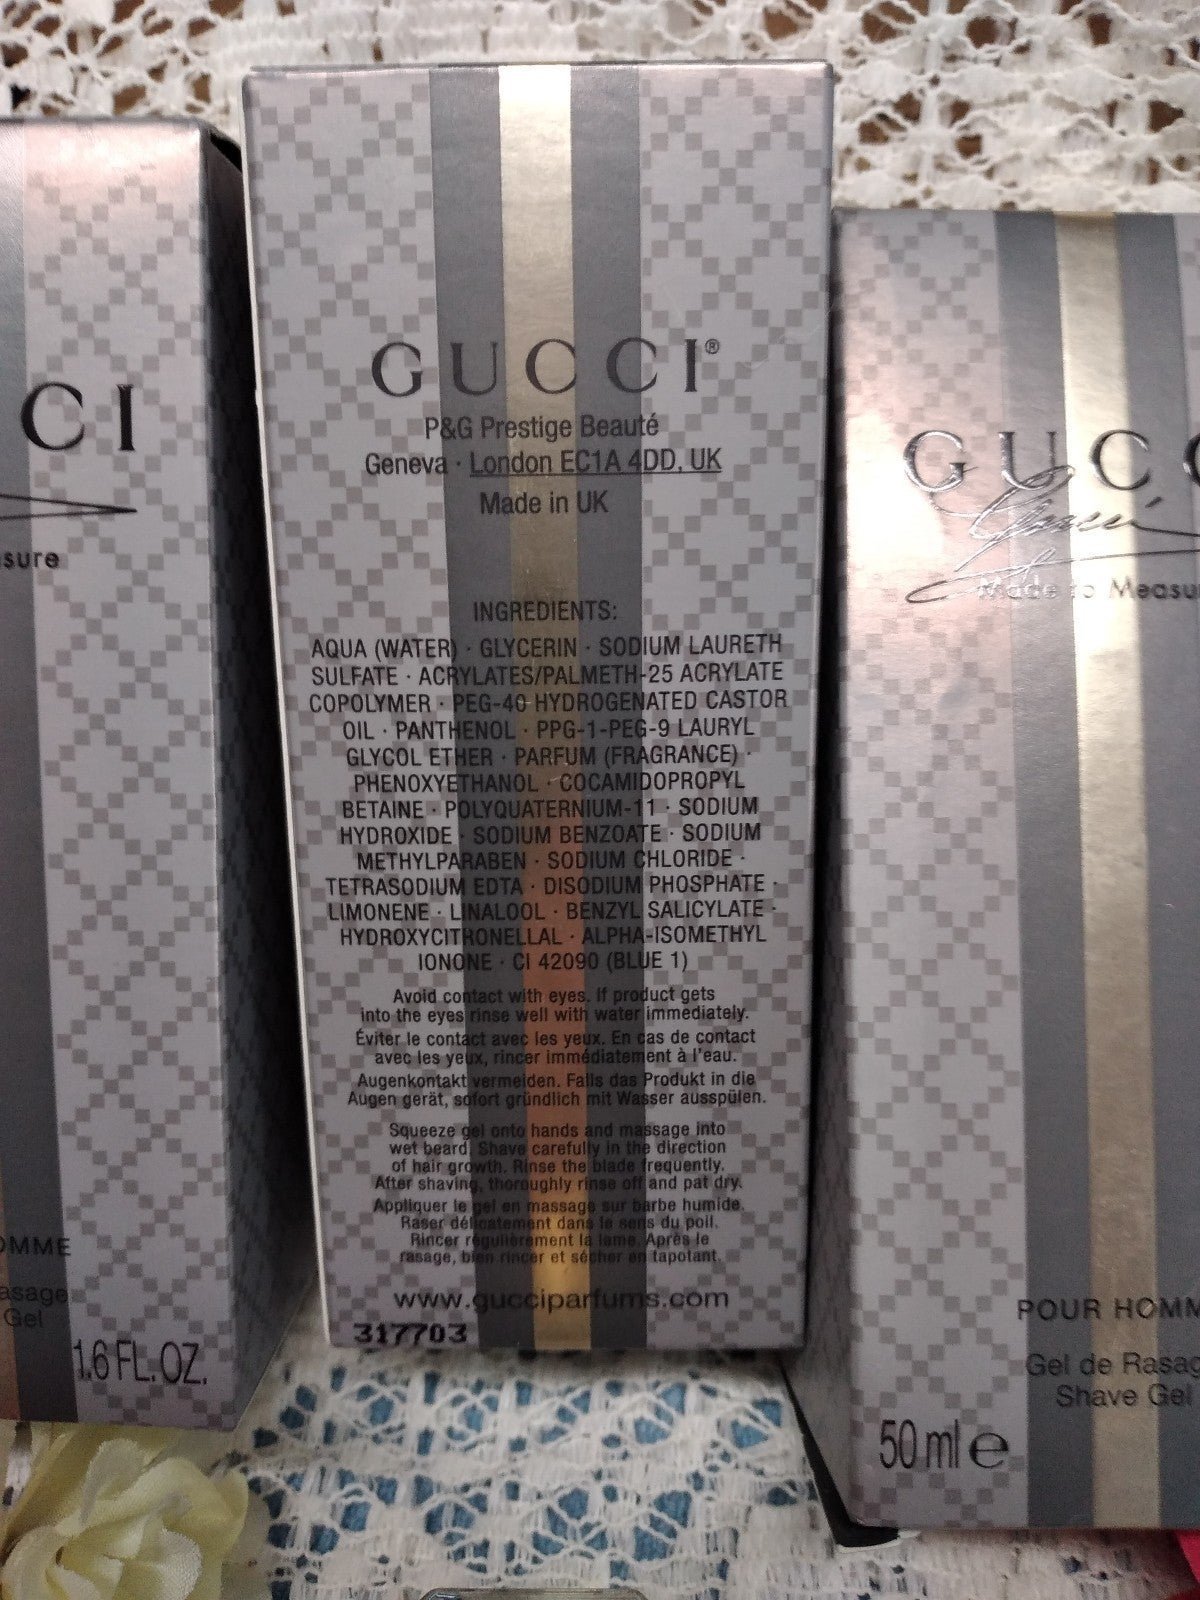 CI
sure
OMME
asage
Gel
1.6 FL. OZ.
GUCCI®
P&G Prestige Beauté
Geneva · London EC1A 4DD, UK
Made in UK
INGREDIENTS:
AQUA (WATER) · GLYCERIN · SODIUM LAURETH
SULFATE · ACRYLATES/PALMETH-25 ACRYLATE
COPOLYMER · PEG-40 HYDROGENATED CASTOR
OIL · PANTHENOL · PPG-1-PEG-9 LAURYL
GLYCOL ETHER · PARFUM (FRAGRANCE) ·
PHENOXYETHANOL · COCAMIDOPROPYL
BETAINE · POLYQUATERNIUM-11 · SODIUM
HYDROXIDE · SODIUM BENZOATE · SODIUM
METHYLPARABEN · SODIUM CHLORIDE ·
TETRASODIUM EDTA · DISODIUM PHOSPHATE ·
LIMONENE · LINALOOL · BENZYL SALICYLATE ·
HYDROXYCITRONELLAL · ALPHA-ISOMETHYL
IONONE · CI 42090 (BLUE 1)
Avoid contact with eyes. If product gets
into the eyes rinse well with water immediately.
Éviter le contact avec les yeux. En cas de contact
avec les yeux, rincer immédiatement à l'eau.
Augenkontakt vermeiden. Falls das Produkt in die
Augen gerät, sofort gründlich mit Wasser ausspülen.
Squeeze gel onto hands and massage into
wet beard. Shave carefully in the direction
of hair growth. Rinse the blade frequently.
After shaving, thoroughly rinse off and pat dry.
Appliquer le gel en massage sur barbe humide.
Raser délicatement dans le sens du poil.
Rincer régulièrement la lame. Après le
rasage, bien rincer et sécher en tapotant.
www.gucciparfums.com
317703
GUCC
Gucci
Made to Measu
POUR HOMM
Gel de Rasag
Shave Gel
50 ml e